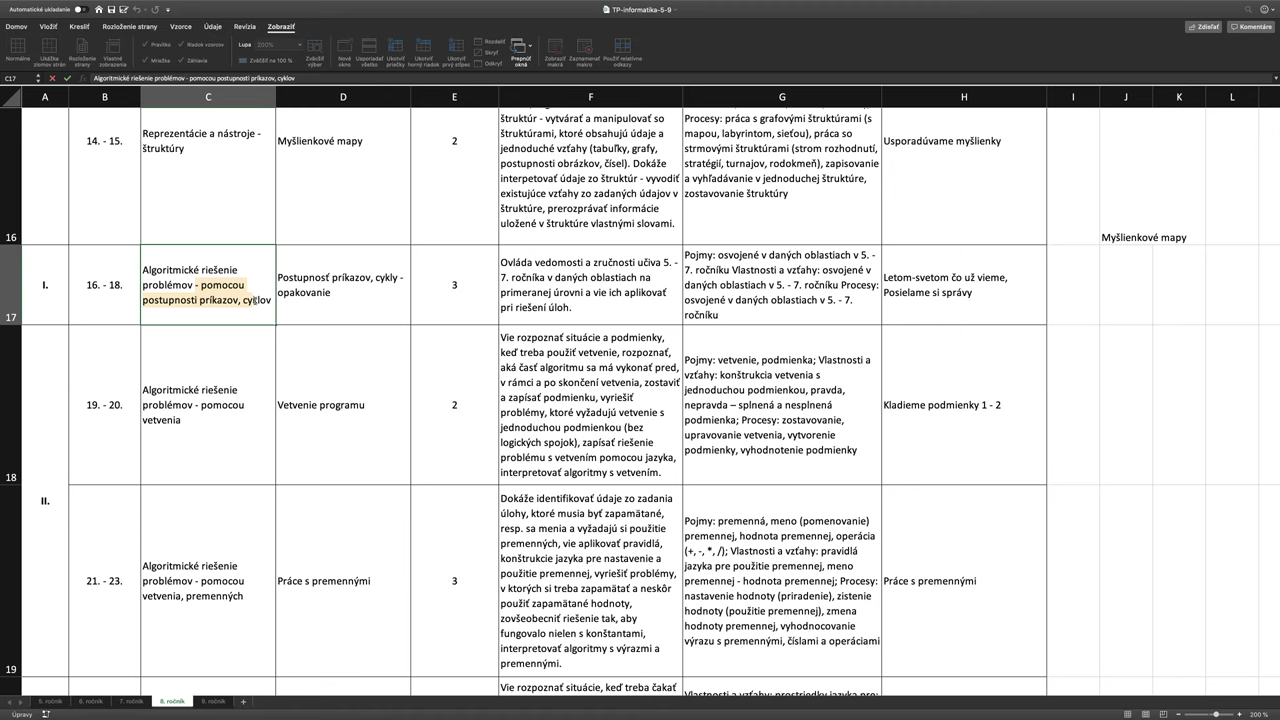 Automatické ukladanie
TP-informatika-5-9
Domov Vložiť Kresliť Rozloženie strany Vzorce Údaje Revízia Zobraziť
Zdieľať Komentáre
Normálne
Ukážka zlomov strán
Rozloženie strany
Vlastné zobrazenia
Pravítko
Riadok vzorcov
Mriežka
Záhlavia
Lupa 200%
Zväčšiť na 100 %
Zväčšiť výber
Nové okno
Usporiadať všetko
Ukotviť priečky
Ukotviť horný riadok
Ukotviť prvý stĺpec
Rozdeliť
Skryť
Odkryť
Prepnúť okná
Zobraziť makrá
Zaznamenať makro
Použiť relatívne odkazy
C17 fx Algoritmické riešenie problémov - pomocou postupnosti príkazov, cyklov
A B C D E F G H I J K L
16
14. - 15.
Reprezentácie a nástroje -
štruktúry
Myšlienkové mapy
2
štruktúr - vytvárať a manipulovať so
štruktúrami, ktoré obsahujú údaje a
jednoduché vzťahy (tabuľky, grafy,
postupnosti obrázkov, čísel). Dokáže
interpetovať údaje zo štruktúr - vyvodiť
existujúce vzťahy zo zadaných údajov v
štruktúre, prerozprávať informácie
uložené v štruktúre vlastnými slovami.
Procesy: práca s grafovými štruktúrami (s
mapou, labyrintom, sieťou), práca so
strmovými štruktúrami (strom rozhodnutí,
stratégií, turnajov, rodokmeň), zapisovanie
a vyhľadávanie v jednoduchej štruktúre,
zostavovanie štruktúry
Usporadúvame myšlienky
Myšlienkové mapy
17
I.
16. - 18.
Algoritmické riešenie
problémov - pomocou
postupnosti príkazov, cyklov
Postupnosť príkazov, cykly -
opakovanie
3
Ovláda vedomosti a zručnosti učiva 5. -
7. ročníka v daných oblastiach na
primeranej úrovni a vie ich aplikovať
pri riešení úloh.
Pojmy: osvojené v daných oblastiach v 5. -
7. ročníku Vlastnosti a vzťahy: osvojené v
daných oblastiach v 5. - 7. ročníku Procesy:
osvojené v daných oblastiach v 5. - 7.
ročníku
Letom-svetom čo už vieme,
Posielame si správy
18
19. - 20.
Algoritmické riešenie
problémov - pomocou
vetvenia
Vetvenie programu
2
Vie rozpoznať situácie a podmienky,
keď treba použiť vetvenie, rozpoznať,
aká časť algoritmu sa má vykonať pred,
v rámci a po skončení vetvenia, zostaviť
a zapísať podmienku, vyriešiť
problémy, ktoré vyžadujú vetvenie s
jednoduchou podmienkou (bez
logických spojok), zapísať riešenie
problému s vetvením pomocou jazyka,
interpretovať algoritmy s vetvením.
Pojmy: vetvenie, podmienka; Vlastnosti a
vzťahy: konštrukcia vetvenia s
jednoduchou podmienkou, pravda,
nepravda – splnená a nesplnená
podmienka; Procesy: zostavovanie,
upravovanie vetvenia, vytvorenie
podmienky, vyhodnotenie podmienky
Kladieme podmienky 1 - 2
II.
19
21. - 23.
Algoritmické riešenie
problémov - pomocou
vetvenia, premenných
Práce s premennými
3
Dokáže identifikovať údaje zo zadania
úlohy, ktoré musia byť zapamätané,
resp. sa menia a vyžadujú si použitie
premenných, vie aplikovať pravidlá,
konštrukcie jazyka pre nastavenie a
použitie premennej, vyriešiť problémy,
v ktorých si treba zapamätať a neskôr
použiť zapamätané hodnoty,
zovšeobecniť riešenie tak, aby
fungovalo nielen s konštantami,
interpretovať algoritmy s výrazmi a
premennými.
Pojmy: premenná, meno (pomenovanie)
premennej, hodnota premennej, operácia
(+, -, *, /); Vlastnosti a vzťahy: pravidlá
jazyka pre použitie premennej, meno
premennej - hodnota premennej; Procesy:
nastavenie hodnoty (priradenie), zistenie
hodnoty (použitie premennej), zmena
hodnoty premennej, vyhodnocovanie
výrazu s premennými, číslami a operáciami
Práce s premennými
Vie rozpoznať situácie, keď treba čakať
Vlastnosti a vzťahy: prostriedky jazyka pre:
5. ročník 6. ročník 7. ročník 8. ročník 9. ročník +
Úpravy
200 %